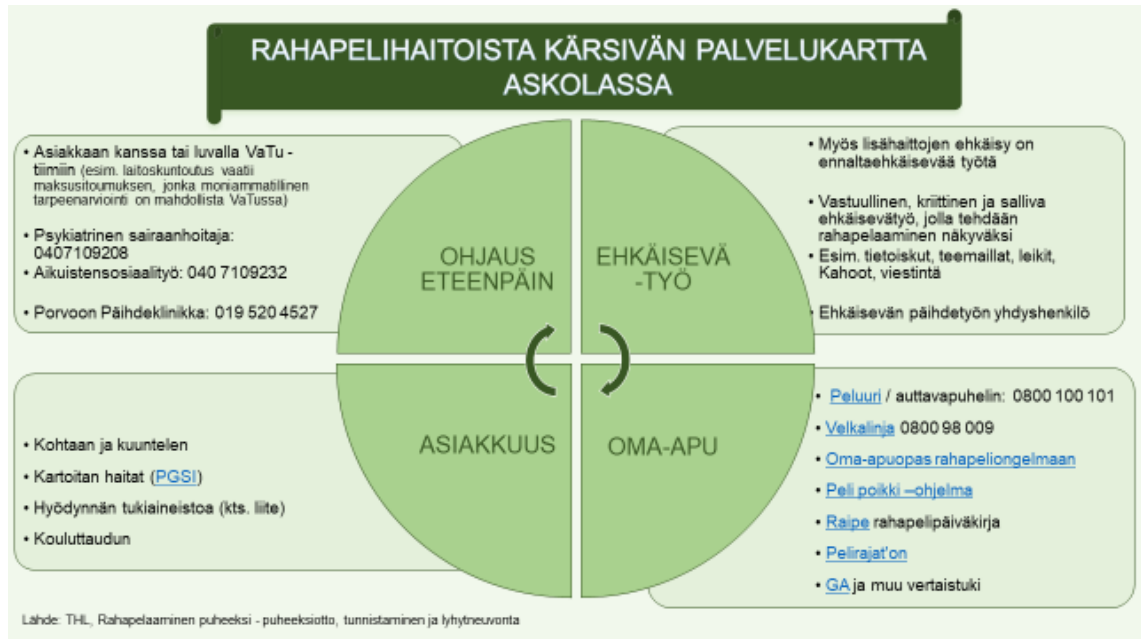 RAHAPELIHAITOISTA KÄRSIVÄN PALVELUKARTTA
ASKOLASSA
• Asiakkaan kanssa tai luvalla VaTu -
tiimiin (esim. laitoskuntoutus vaatii
maksusitoumuksen, jonka moniammatillinen
tarpeenarviointi on mahdollista VaTussa)
• Psykiatrinen sairaanhoitaja:
0407109208
• Aikuistensosiaalityö: 040 7109232
• Porvoon Päihdeklinikka: 019 520 4527
OHJAUS
ETEENPÄIN
EHKÄISEVÄ
-TYÖ
• Myös lisähaittojen ehkäisy on
ennaltaehkäisevää työtä
• Vastuullinen, kriittinen ja salliva
ehkäisevätyö, jolla tehdään
rahapelaaminen näkyväksi
• Esim. tietoiskut, teemaillat, leikit,
Kahoot, viestintä
• Ehkäisevän päihdetyön yhdyshenkilö
• Kohtaan ja kuuntelen
• Kartoitan haitat (PGSI)
• Hyödynnän tukiaineistoa (kts. liite)
• Kouluttaudun
ASIAKKUUS
OMA-APU
• Peluuri / auttavapuhelin: 0800 100 101
• Velkalinja 0800 98 009
• Oma-apuopas rahapeliongelmaan
• Peli poikki –ohjelma
• Raipe rahapelipäiväkirja
• Pelirajat'on
• GA ja muu vertaistuki
Lähde: THL, Rahapelaaminen puheeksi - puheeksiotto, tunnistaminen ja lyhytneuvonta